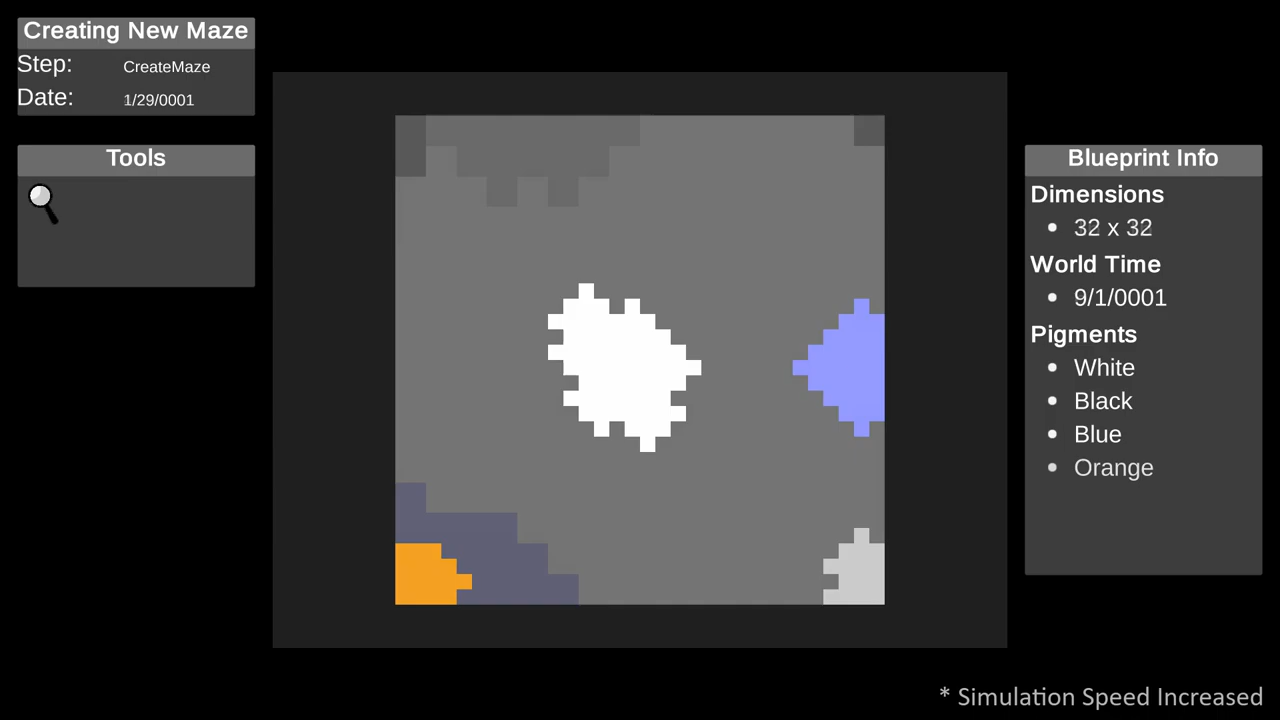 Creating New Maze
Step: CreateMaze
Date: 1/29/0001
Tools
Blueprint Info
Dimensions
• 32 x 32
World Time
• 9/1/0001
Pigments
• White
• Black
• Blue
• Orange
* Simulation Speed Increased